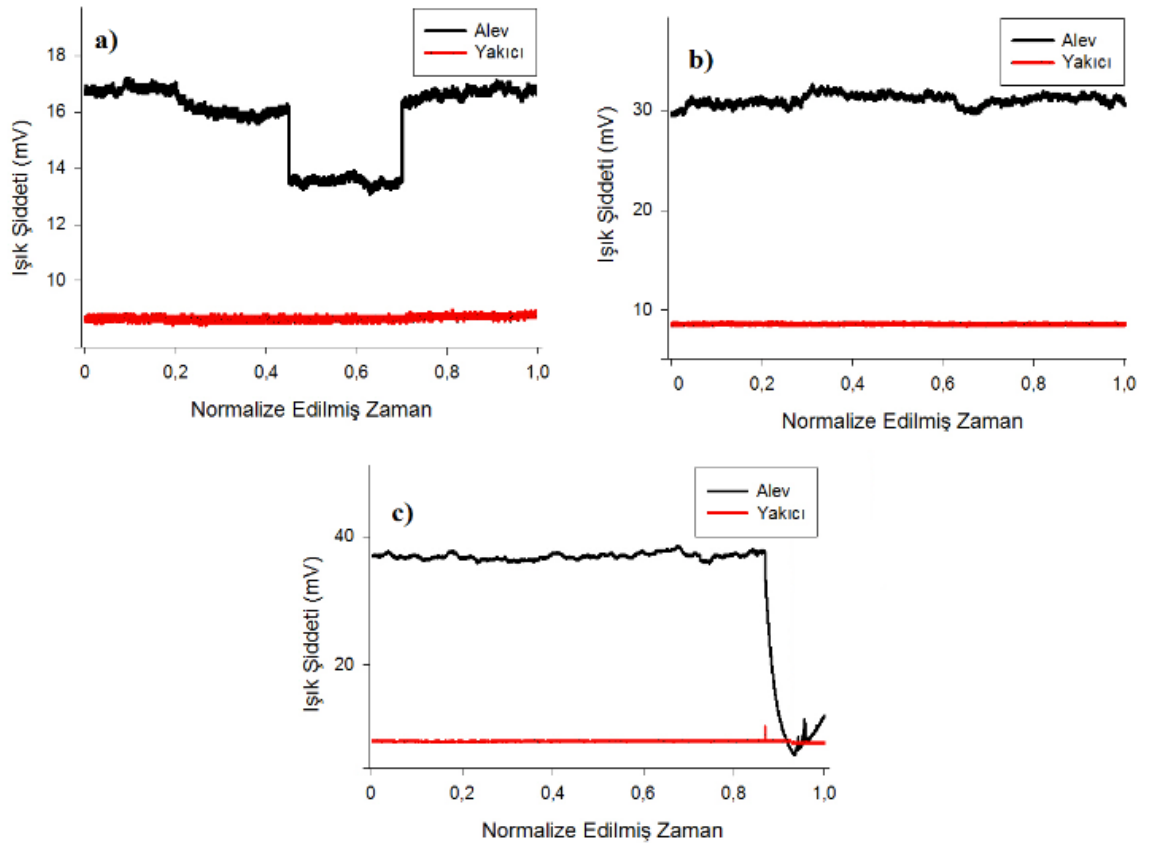 a)
Alev
Yakıcı
18
16
14
12
10
Işık Şiddeti (mV)
0 0,2 0,4 0,6 0,8 1,0
Normalize Edilmiş Zaman
b)
Alev
Yakıcı
30
20
10
Işık Şiddeti (mV)
0 0,2 0,4 0,6 0,8 1,0
Normalize Edilmiş Zaman
c)
Alev
Yakıcı
40
20
Işık Şiddeti (mV)
0 0,2 0,4 0,6 0,8 1,0
Normalize Edilmiş Zaman